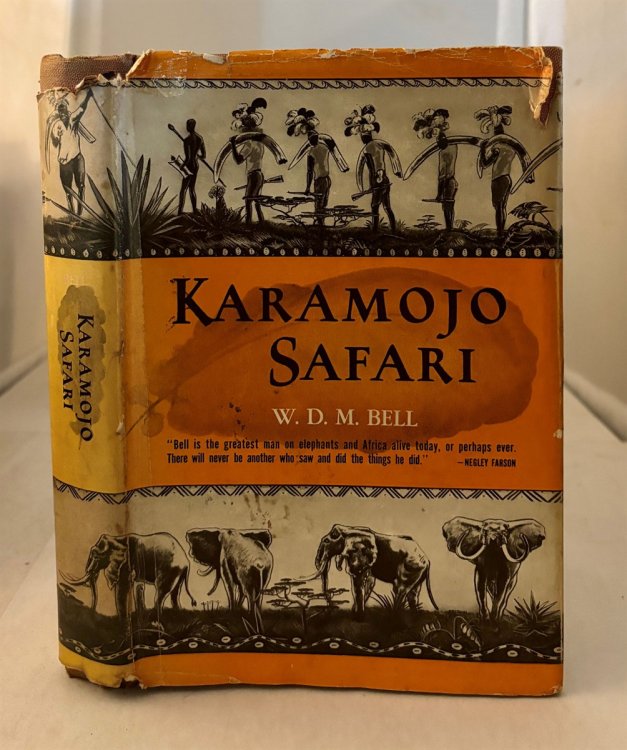 KARAMOJO
SAFARI
KARAMOJO
SAFARI
W. D. M. BELL
"Bell is the greatest man on elephants and Africa alive today, or perhaps ever.
There will never be another who saw and did the things he did."
—NEGLEY FARSON